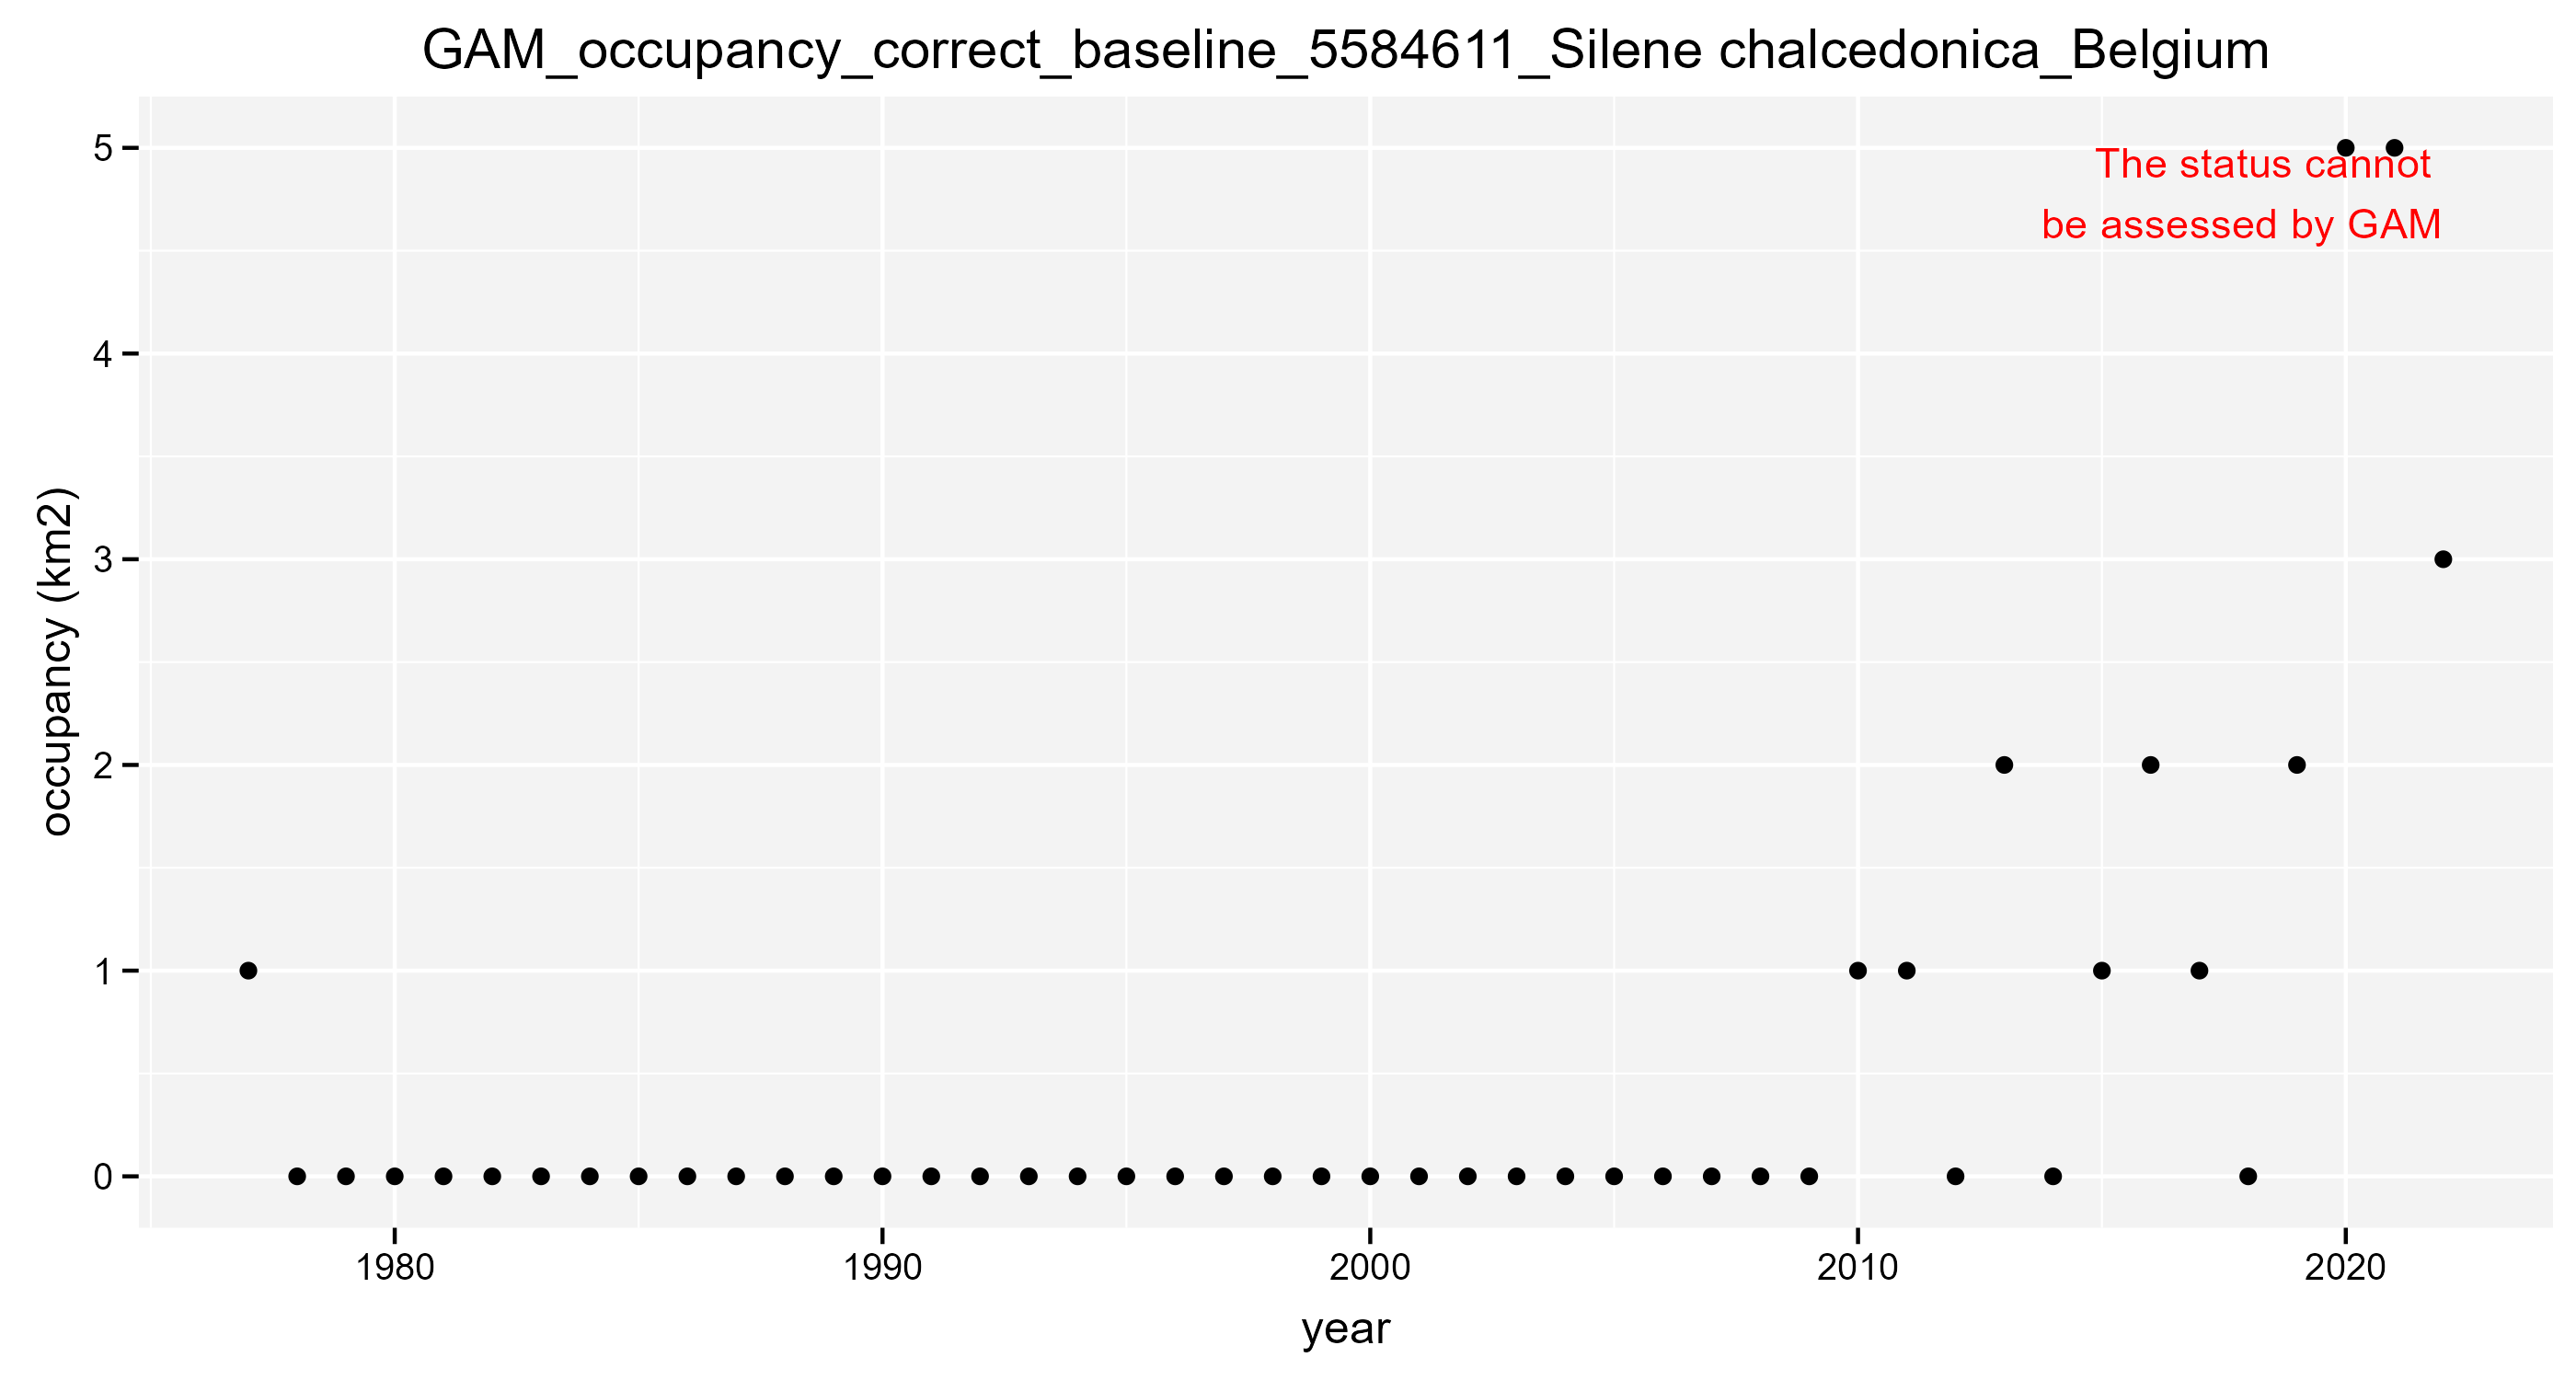 GAM_occupancy_correct_baseline_5584611_Silene chalcedonica_Belgium
5
The status cannot
be assessed by GAM
4
3
2
1
0
occupancy (km2)
1980 1990 2000 2010 2020
year